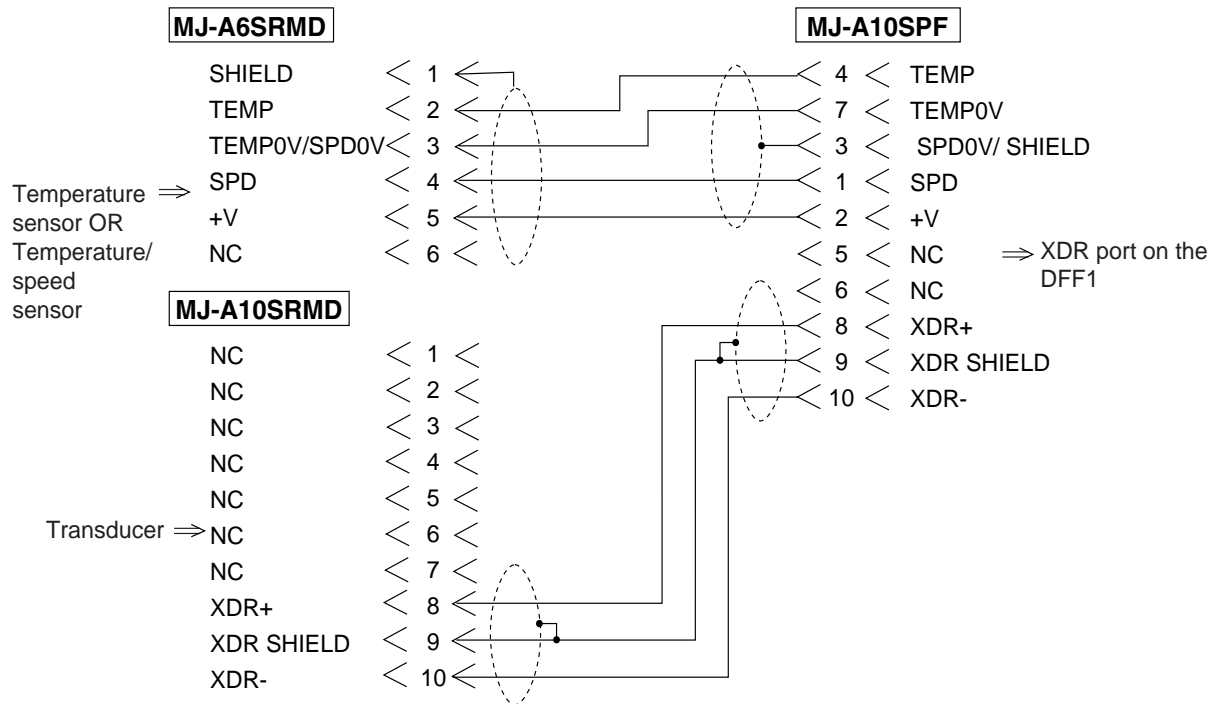 MJ-A6SRMD
SHIELD 1
TEMP 2
TEMP0V/SPD0V 3
SPD 4
+V 5
NC 6
Temperature
sensor OR
Temperature/
speed
sensor
MJ-A10SRMD
NC 1
NC 2
NC 3
NC 4
NC 5
NC 6
NC 7
XDR+ 8
XDR SHIELD 9
XDR- 10
Transducer
MJ-A10SPF
4 TEMP
7 TEMP0V
3 SPD0V/ SHIELD
1 SPD
2 +V
5 NC
6 NC
8 XDR+
9 XDR SHIELD
10 XDR-
XDR port on the
DFF1